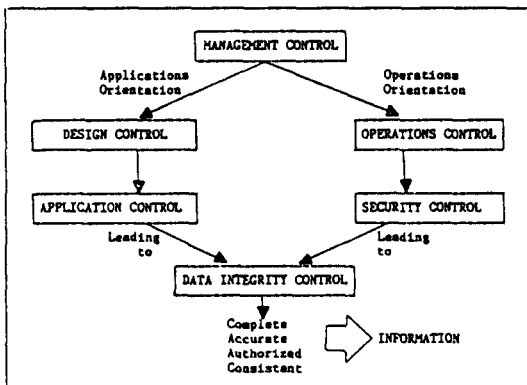 MANAGEMENT CONTROL
Applications
Orientation
Operations
Orientation
DESIGN CONTROL
OPERATIONS CONTROL
APPLICATION CONTROL
SECURITY CONTROL
Leading
to
Leading
to
DATA INTEGRITY CONTROL
Complete
Accurate
Authorized
Consistent
INFORMATION